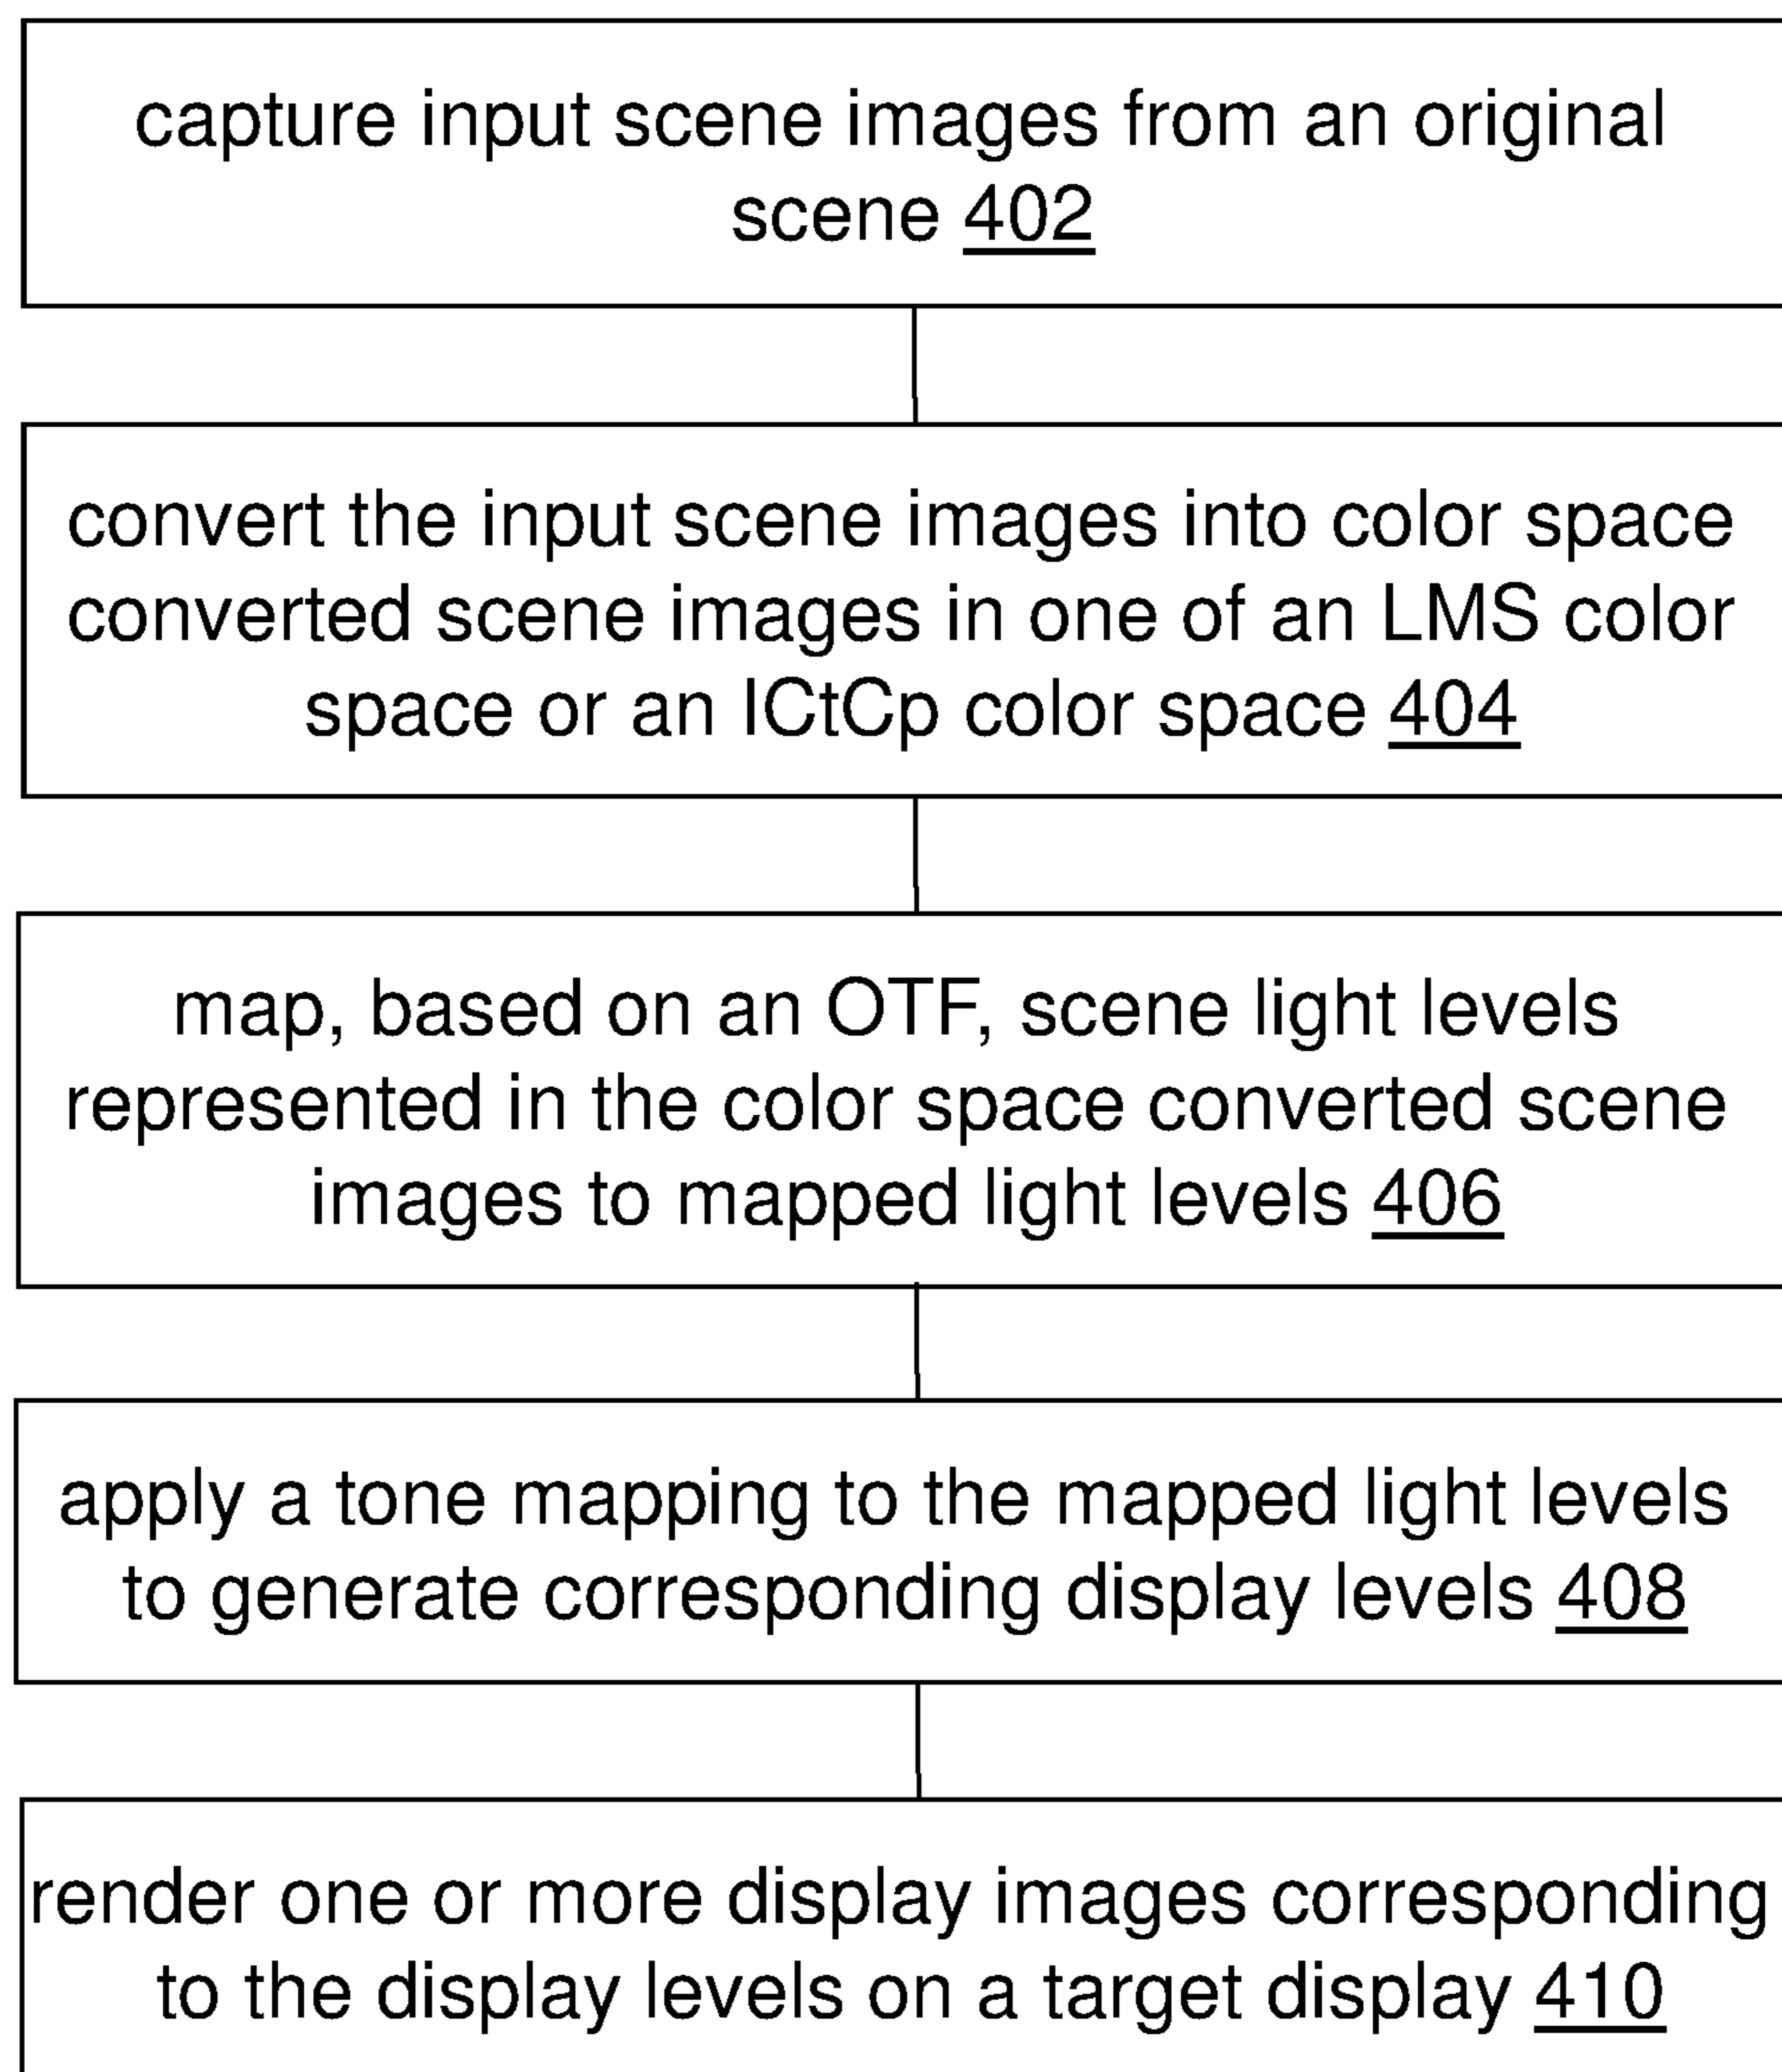 capture input scene images from an original
scene 402
convert the input scene images into color space
converted scene images in one of an LMS color
space or an ICtCp color space 404
map, based on an OTF, scene light levels
represented in the color space converted scene
images to mapped light levels 406
apply a tone mapping to the mapped light levels
to generate corresponding display levels 408
render one or more display images corresponding
to the display levels on a target display 410